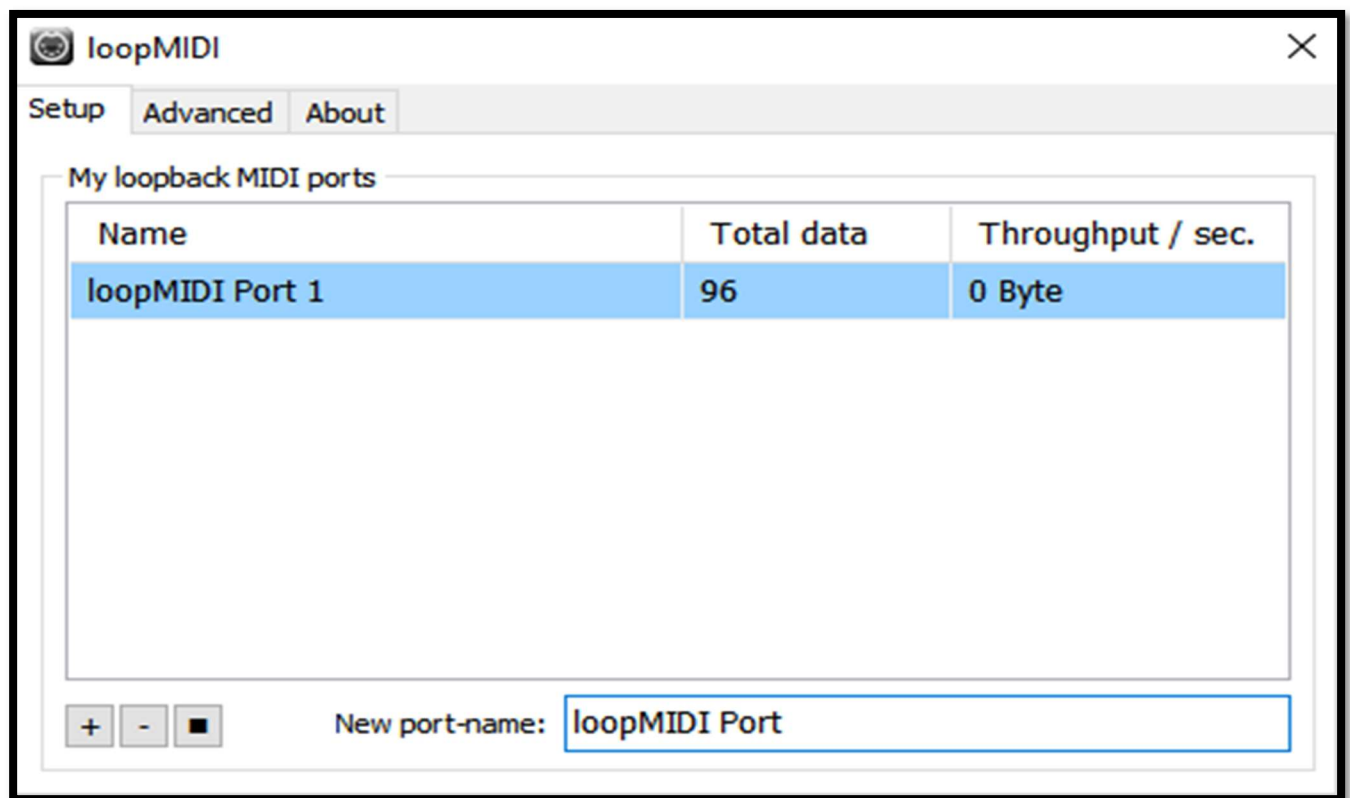 loopMIDI
Setup Advanced About
My loopback MIDI ports
Name Total data Throughput / sec.
loopMIDI Port 1 96 0 Byte
+ - ■ New port-name: loopMIDI Port